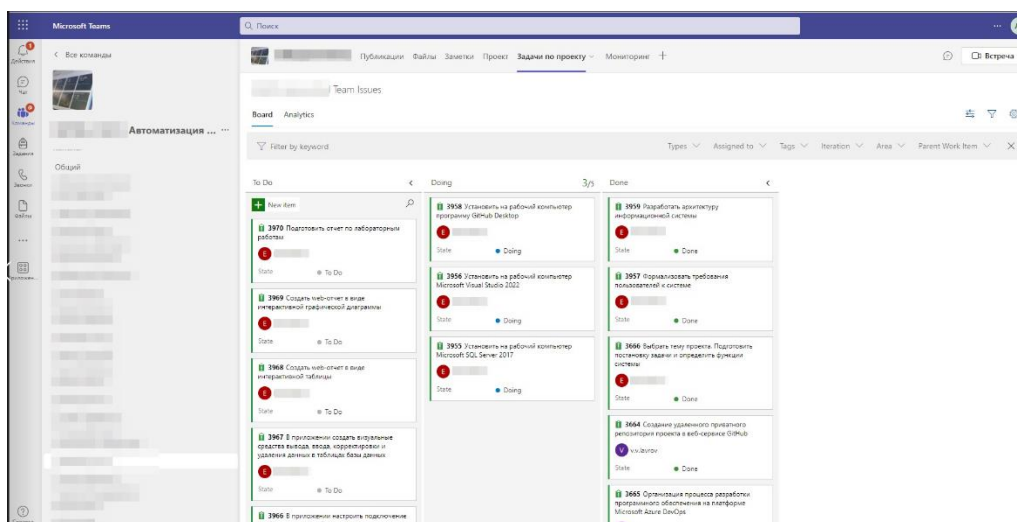 Microsoft Teams
Поиск
Действия
Чат
Команды
Задания
Звонки
Файлы
Все команды
Автоматизация ...
Общий
Публикации Файлы Заметки Проект Задачи по проекту Мониторинг
Встреча
Team Issues
Board Analytics
Filter by keyword
Types Assigned to Tags Iteration Area Parent Work Item
To Do
New item
3970 Подготовить отчет по лабораторным
работам
E
State To Do
3969 Создать web-отчет в виде
интерактивной графической диаграммы
E
State To Do
3968 Создать web-отчет в виде
интерактивной таблицы
E
State To Do
3967 В приложении создать визуальные
средства вывода, ввода, корректировки и
удаления данных в таблицах базы данных
E
State To Do
3966 В приложении настроить подключение
Doing 3/5
3958 Установить на рабочий компьютер
программу GitHub Desktop
E
State Doing
3956 Установить на рабочий компьютер
Microsoft Visual Studio 2022
E
State Doing
3955 Установить на рабочий компьютер
Microsoft SQL Server 2017
E
State Doing
Done
3959 Разработать архитектуру
информационной системы
E
State Done
3957 Формализовать требования
пользователей к системе
E
State Done
3666 Выбрать тему проекта. Подготовить
постановку задачи и определить функции
системы
E
State Done
3664 Создание удаленного приватного
репозитория проекта в веб-сервисе GitHub
V v.v.lavrov
State Done
3665 Организация процесса разработки
программного обеспечения на платформе
Microsoft Azure DevOps